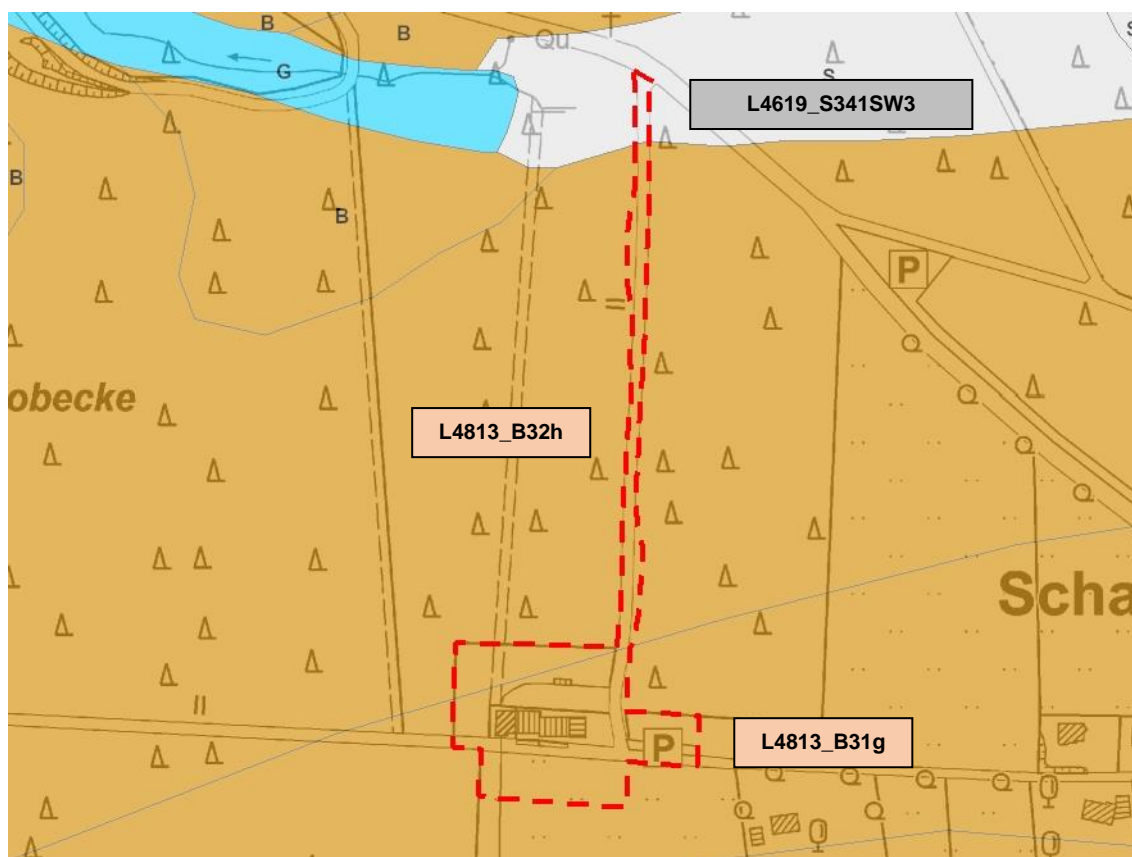 B
B
S
Qu
G
S
L4619_S341SW3
B
B
P
obecke
L4813_B32h
Scha
L4813_B31g
P